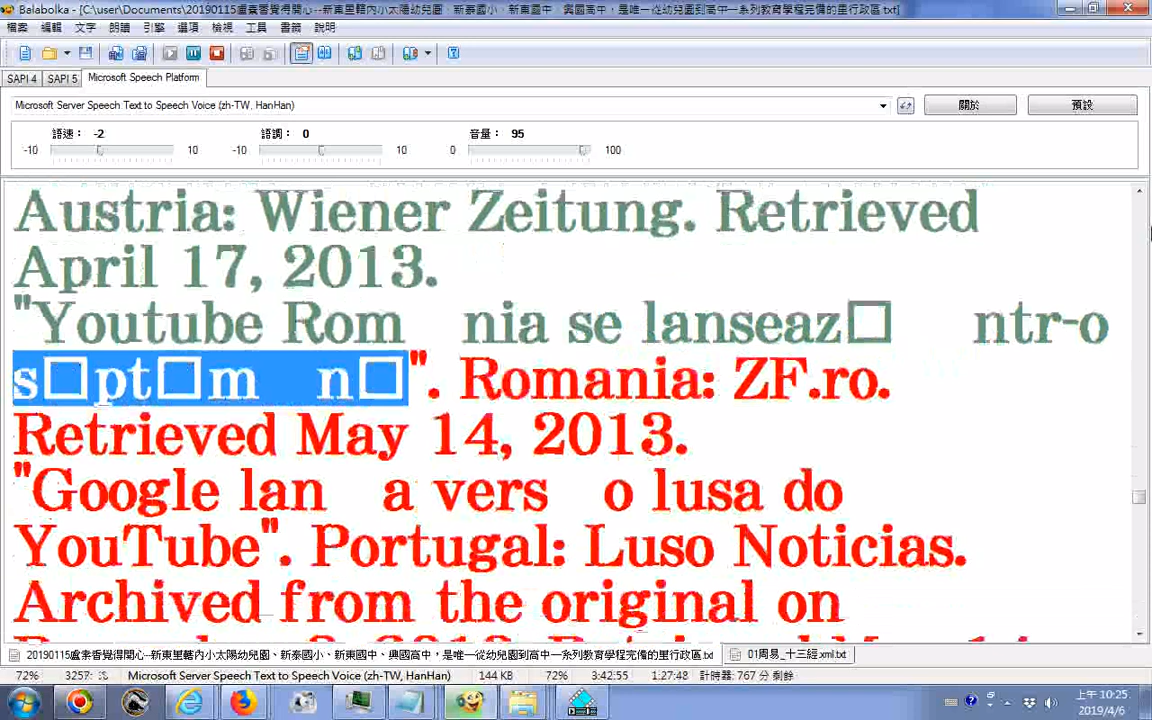 Balabolka - [C:\user\Documents\20190115盧素香覺得開心--新東里轄內小太陽幼兒園、新泰國小、新東國中、興國高中，是唯一從幼兒園到高中一系列教育學程完備的里行政區.txt]
檔案 編輯 文字 朗讀 引擎 選項 檢視 工具 書籤 說明
SAPI 4 SAPI 5 Microsoft Speech Platform
Microsoft Server Speech Text to Speech Voice (zh-TW, HanHan) 關於 預設
語速： -2 語調： 0 音量： 95
-10 10 -10 10 0 100
Austria: Wiener Zeitung. Retrieved
April 17, 2013.
"Youtube Rom nia se lanseaz□ ntr-o
s□pt□m n□". Romania: ZF.ro.
Retrieved May 14, 2013.
"Google lan a vers o lusa do
YouTube". Portugal: Luso Noticias.
Archived from the original on
20190115盧素香覺得開心--新東里轄內小太陽幼兒園、新泰國小、新東國中、興國高中，是唯一從幼兒園到高中一系列教育學程完備的里行政區.txt 01周易_十三經.txt
72% 3257: Microsoft Server Speech Text to Speech Voice (zh-TW, HanHan) 144 KB 72% 3:42:55 1:27:48 計時器: 767 分 剩餘
上午 10:25
2019/4/6